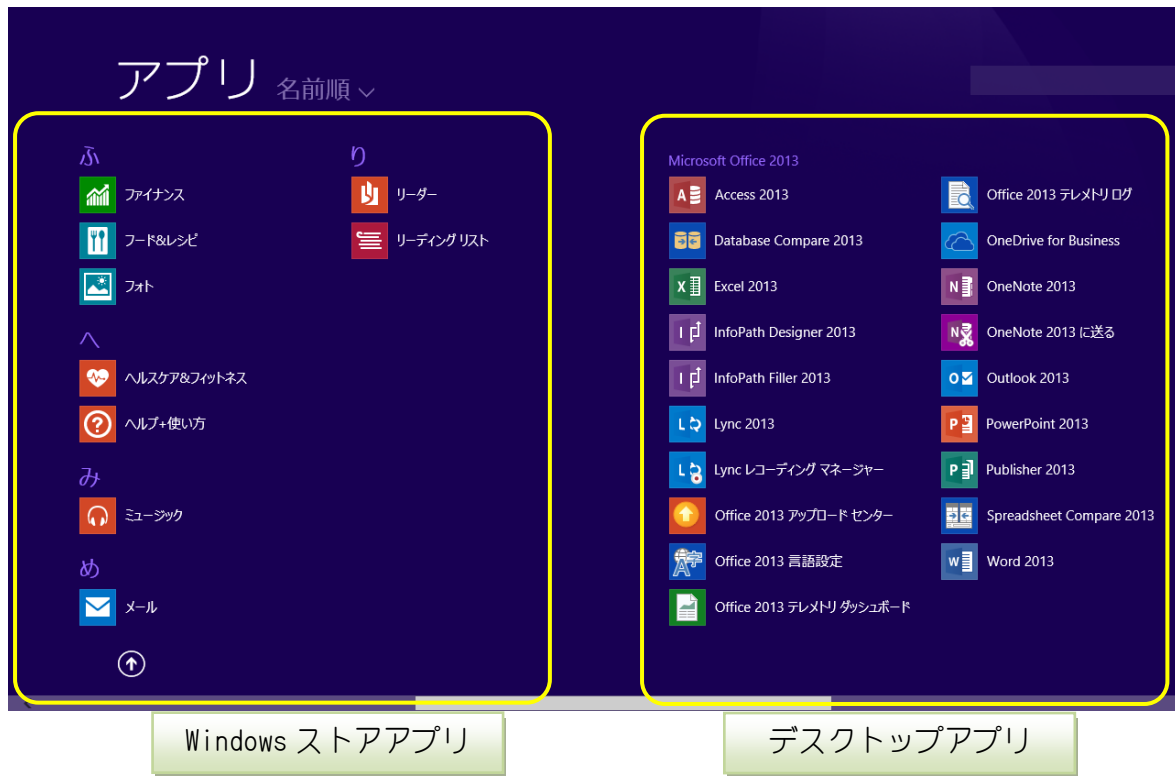 アプリ 名前順
ふ
ファイナンス
フード&レシピ
フォト
へ
ヘルスケア&フィットネス
ヘルプ+使い方
み
ミュージック
め
メール
り
リーダー
リーディング リスト
Microsoft Office 2013
Access 2013
Database Compare 2013
Excel 2013
InfoPath Designer 2013
InfoPath Filler 2013
Lync 2013
Lync レコーディング マネージャー
Office 2013 アップロード センター
Office 2013 言語設定
Office 2013 テレメトリ ダッシュボード
Office 2013 テレメトリ ログ
OneDrive for Business
OneNote 2013
OneNote 2013 に送る
Outlook 2013
PowerPoint 2013
Publisher 2013
Spreadsheet Compare 2013
Word 2013
Windows ストアアプリ
デスクトップアプリ